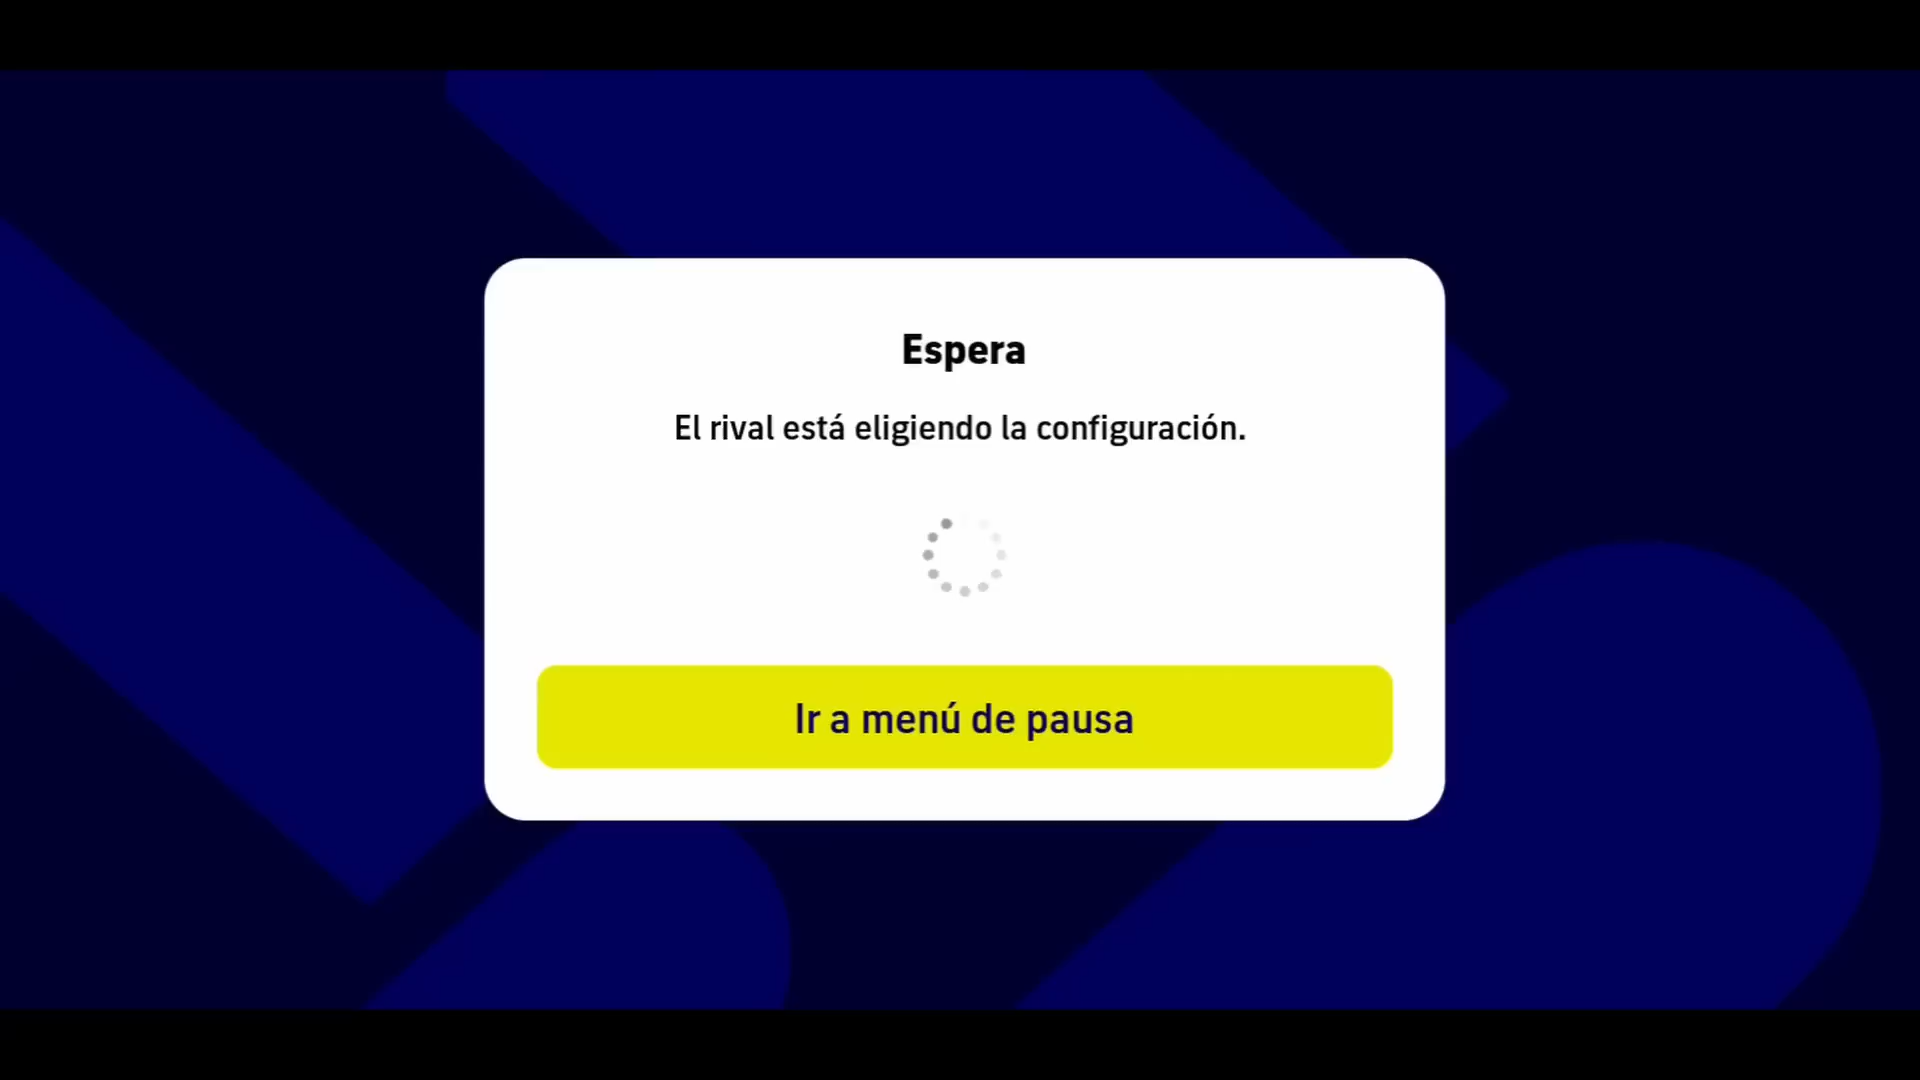 Espera
El rival está eligiendo la configuración.
Ir a menú de pausa